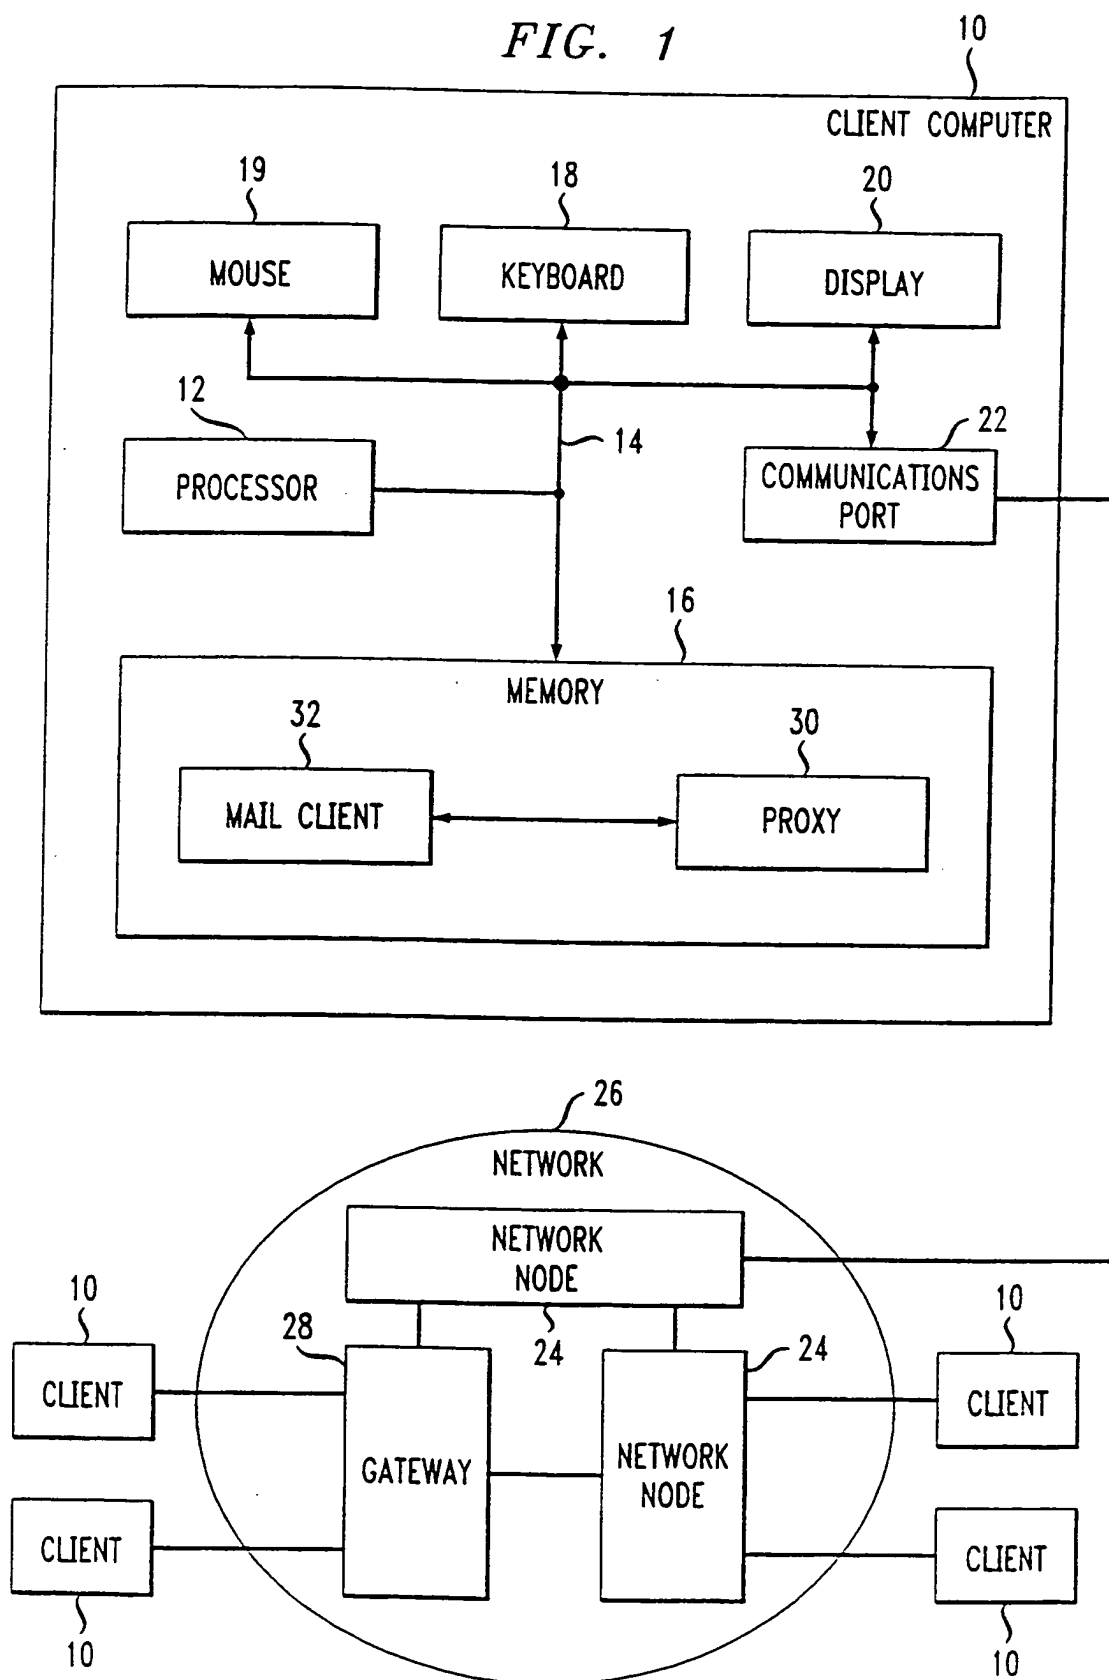 FIG. 1
10
CLIENT COMPUTER
19
18
20
MOUSE
KEYBOARD
DISPLAY
12
14
22
PROCESSOR
COMMUNICATIONS
PORT
16
MEMORY
32
30
MAIL CLIENT
PROXY
26
NETWORK
NETWORK
NODE
10
28
24
24
10
CLIENT
CLIENT
GATEWAY
NETWORK
NODE
CLIENT
CLIENT
10
10